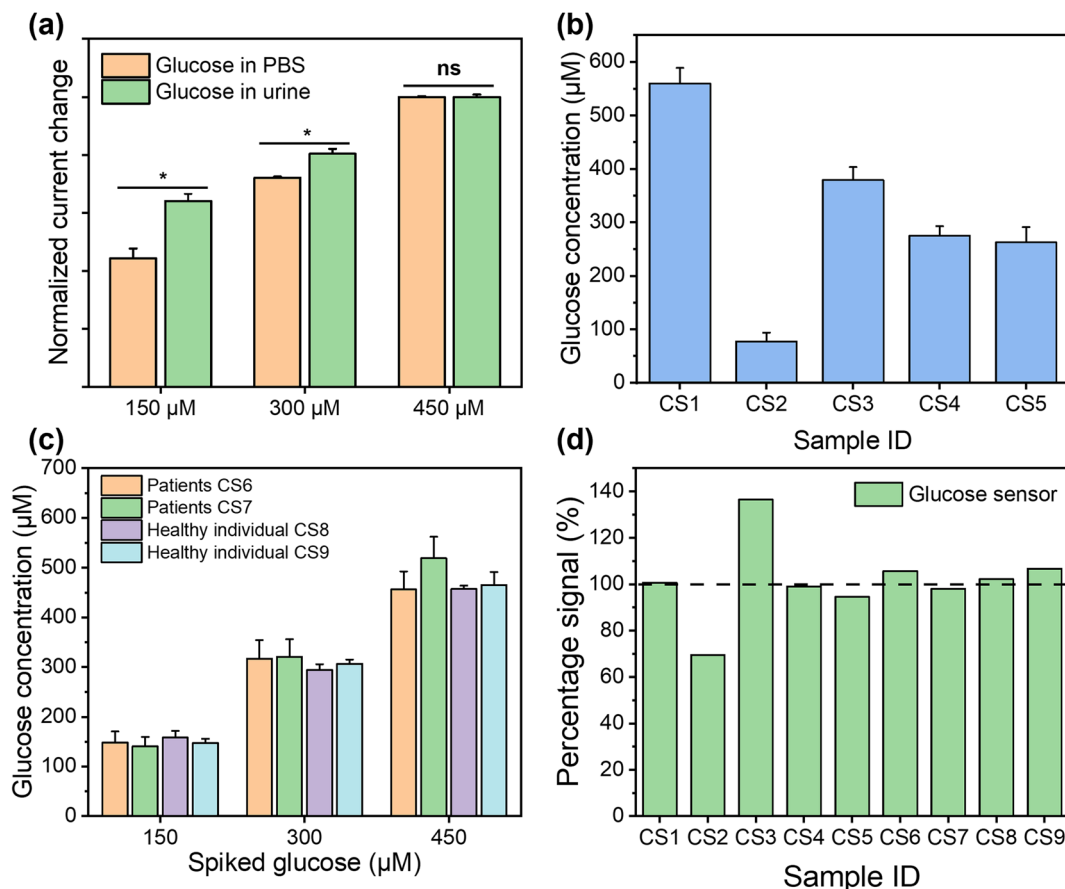 (a)
Glucose in PBS
Glucose in urine
*
*
ns
Normalized current change
150 µM
300 µM
450 µM
(b)
Glucose concentration (µM)
600
500
400
300
200
100
0
CS1
CS2
CS3
CS4
CS5
Sample ID
(c)
Patients CS6
Patients CS7
Healthy individual CS8
Healthy individual CS9
Glucose concentration (µM)
700
600
500
400
300
200
100
0
150
300
450
Spiked glucose (µM)
(d)
Glucose sensor
Percentage signal (%)
140
120
100
80
60
40
20
0
CS1
CS2
CS3
CS4
CS5
CS6
CS7
CS8
CS9
Sample ID